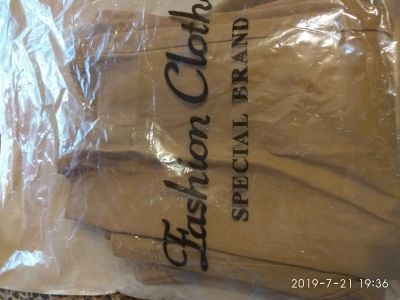 Fashion Cloth
SPECIAL BRAND
2019-7-21 19:36